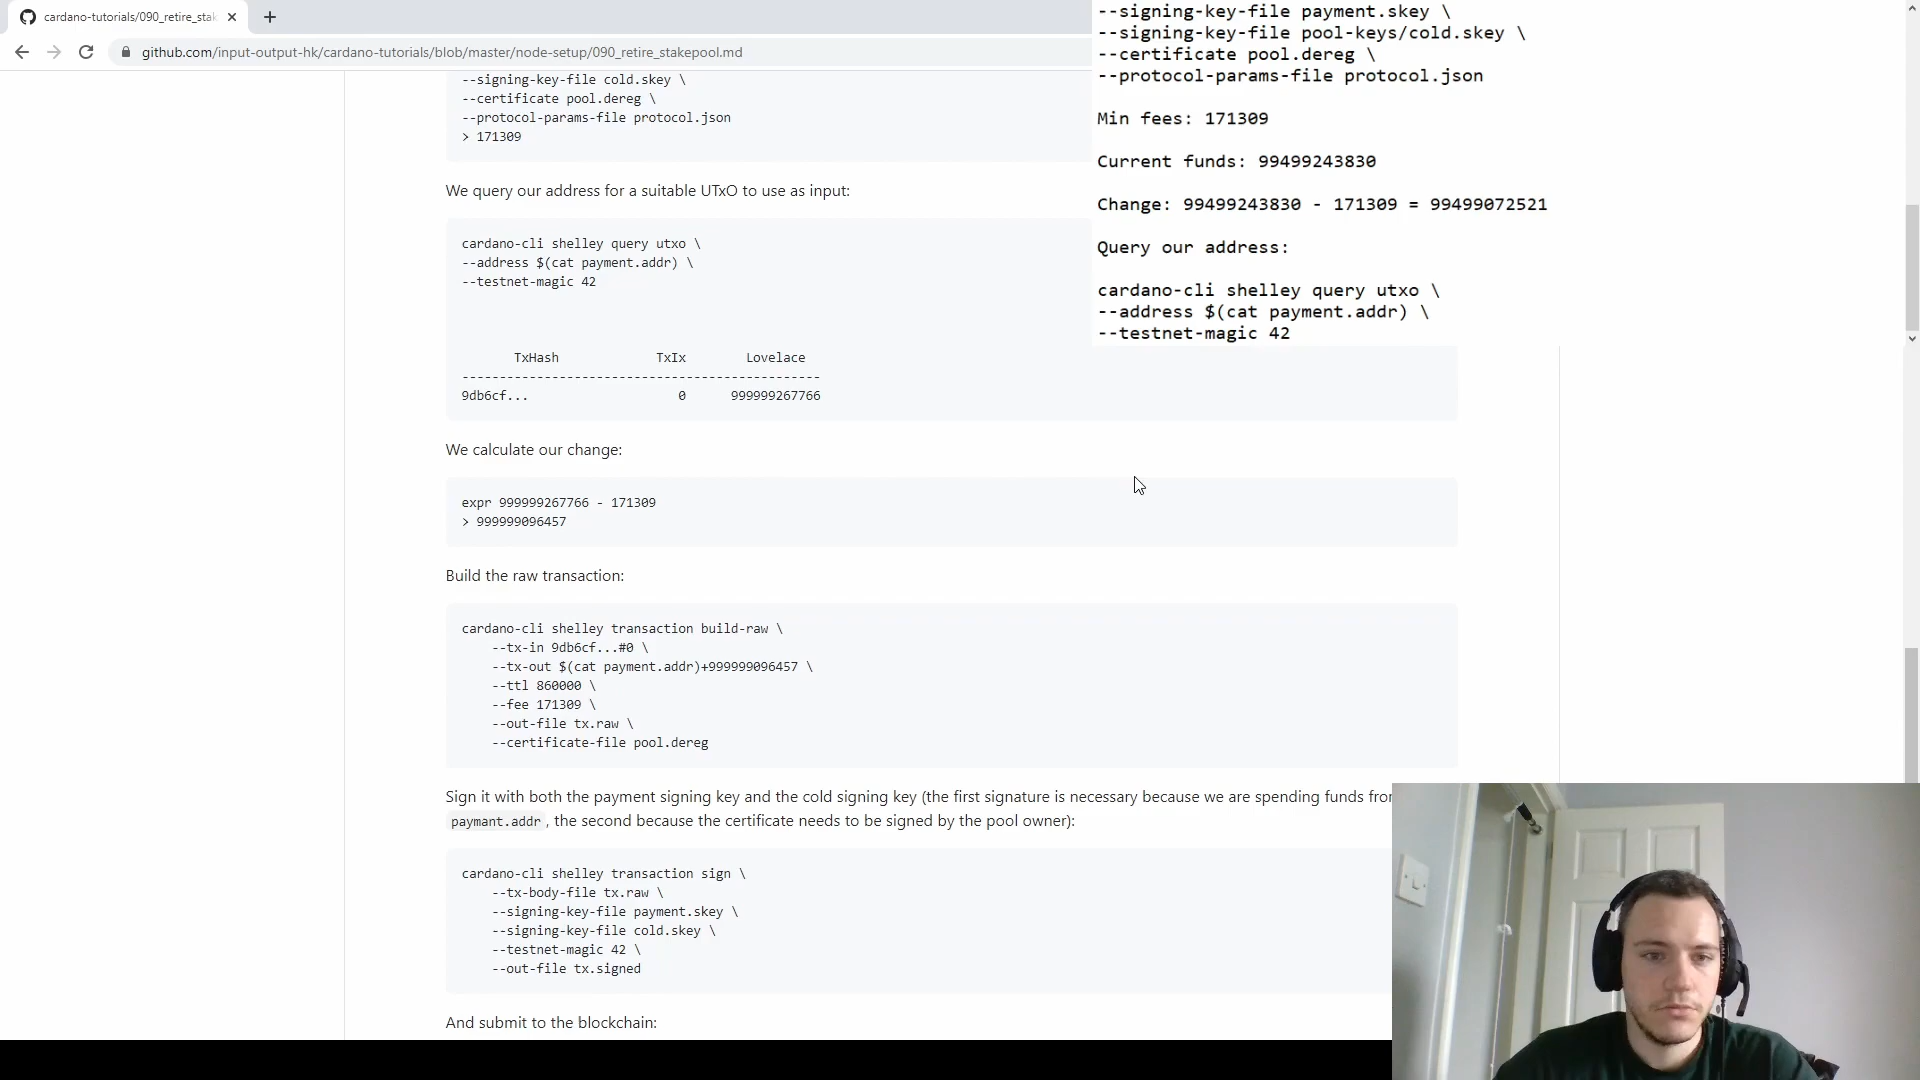 cardano-tutorials/090_retire_stak
github.com/input-output-hk/cardano-tutorials/blob/master/node-setup/090_retire_stakepool.md
--signing-key-file cold.skey \
--certificate pool.dereg \
--protocol-params-file protocol.json
> 171309
We query our address for a suitable UTxO to use as input:
cardano-cli shelley query utxo \
--address $(cat payment.addr) \
--testnet-magic 42
TxHash TxIx Lovelace
------------------------------------------------
9db6cf... 0 999999267766
We calculate our change:
expr 999999267766 - 171309
> 999999096457
Build the raw transaction:
cardano-cli shelley transaction build-raw \
--tx-in 9db6cf...#0 \
--tx-out $(cat payment.addr)+999999096457 \
--ttl 860000 \
--fee 171309 \
--out-file tx.raw \
--certificate-file pool.dereg
Sign it with both the payment signing key and the cold signing key (the first signature is necessary because we are spending funds from
paymant.addr , the second because the certificate needs to be signed by the pool owner):
cardano-cli shelley transaction sign \
--tx-body-file tx.raw \
--signing-key-file payment.skey \
--signing-key-file cold.skey \
--testnet-magic 42 \
--out-file tx.signed
And submit to the blockchain:
--signing-key-file payment.skey \
--signing-key-file pool-keys/cold.skey \
--certificate pool.dereg \
--protocol-params-file protocol.json
Min fees: 171309
Current funds: 99499243830
Change: 99499243830 - 171309 = 99499072521
Query our address:
cardano-cli shelley query utxo \
--address $(cat payment.addr) \
--testnet-magic 42